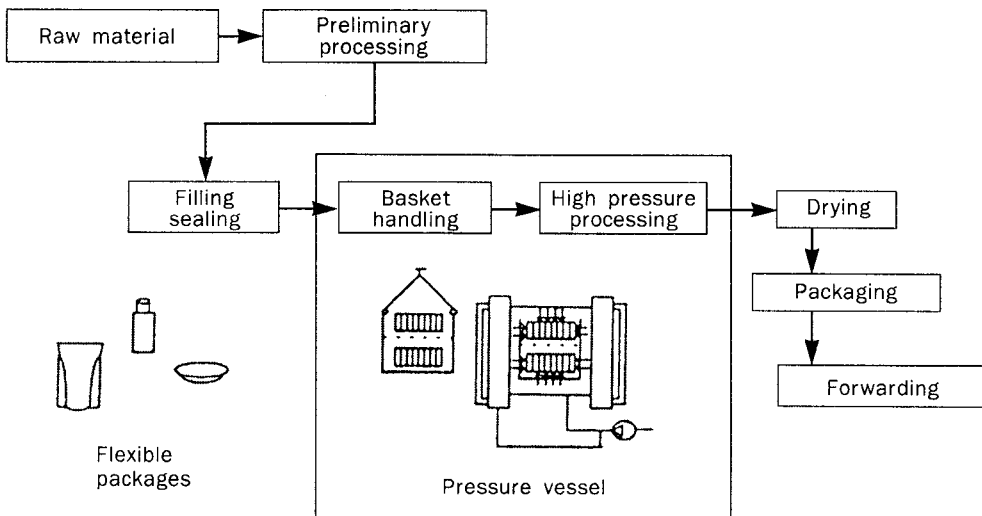 Raw material
Preliminary
processing
Filling
sealing
Basket
handling
High pressure
processing
Drying
Packaging
Forwarding
Flexible
packages
Pressure vessel